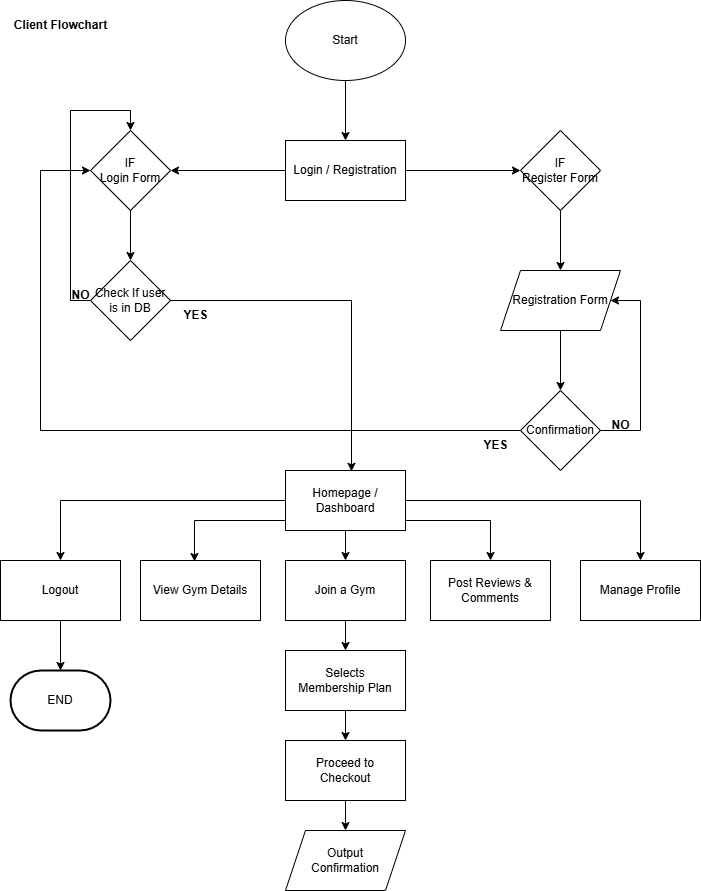 Client Flowchart
Start
IF
Login Form
Login / Registration
IF
Register Form
NO
Check If user
is in DB
YES
Registration Form
Confirmation
NO
YES
Homepage /
Dashboard
Logout
View Gym Details
Join a Gym
Post Reviews &
Comments
Manage Profile
END
Selects
Membership Plan
Proceed to
Checkout
Output
Confirmation